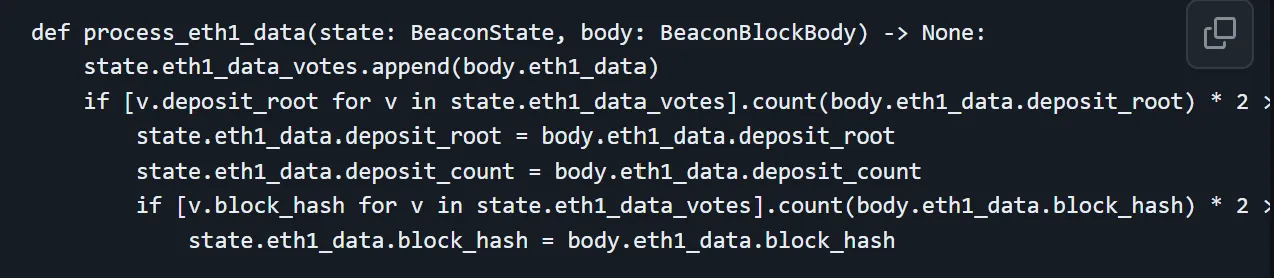 def process_eth1_data(state: BeaconState, body: BeaconBlockBody) -> None:
    state.eth1_data_votes.append(body.eth1_data)
    if [v.deposit_root for v in state.eth1_data_votes].count(body.eth1_data.deposit_root) * 2 >
        state.eth1_data.deposit_root = body.eth1_data.deposit_root
        state.eth1_data.deposit_count = body.eth1_data.deposit_count
        if [v.block_hash for v in state.eth1_data_votes].count(body.eth1_data.block_hash) * 2 >
            state.eth1_data.block_hash = body.eth1_data.block_hash